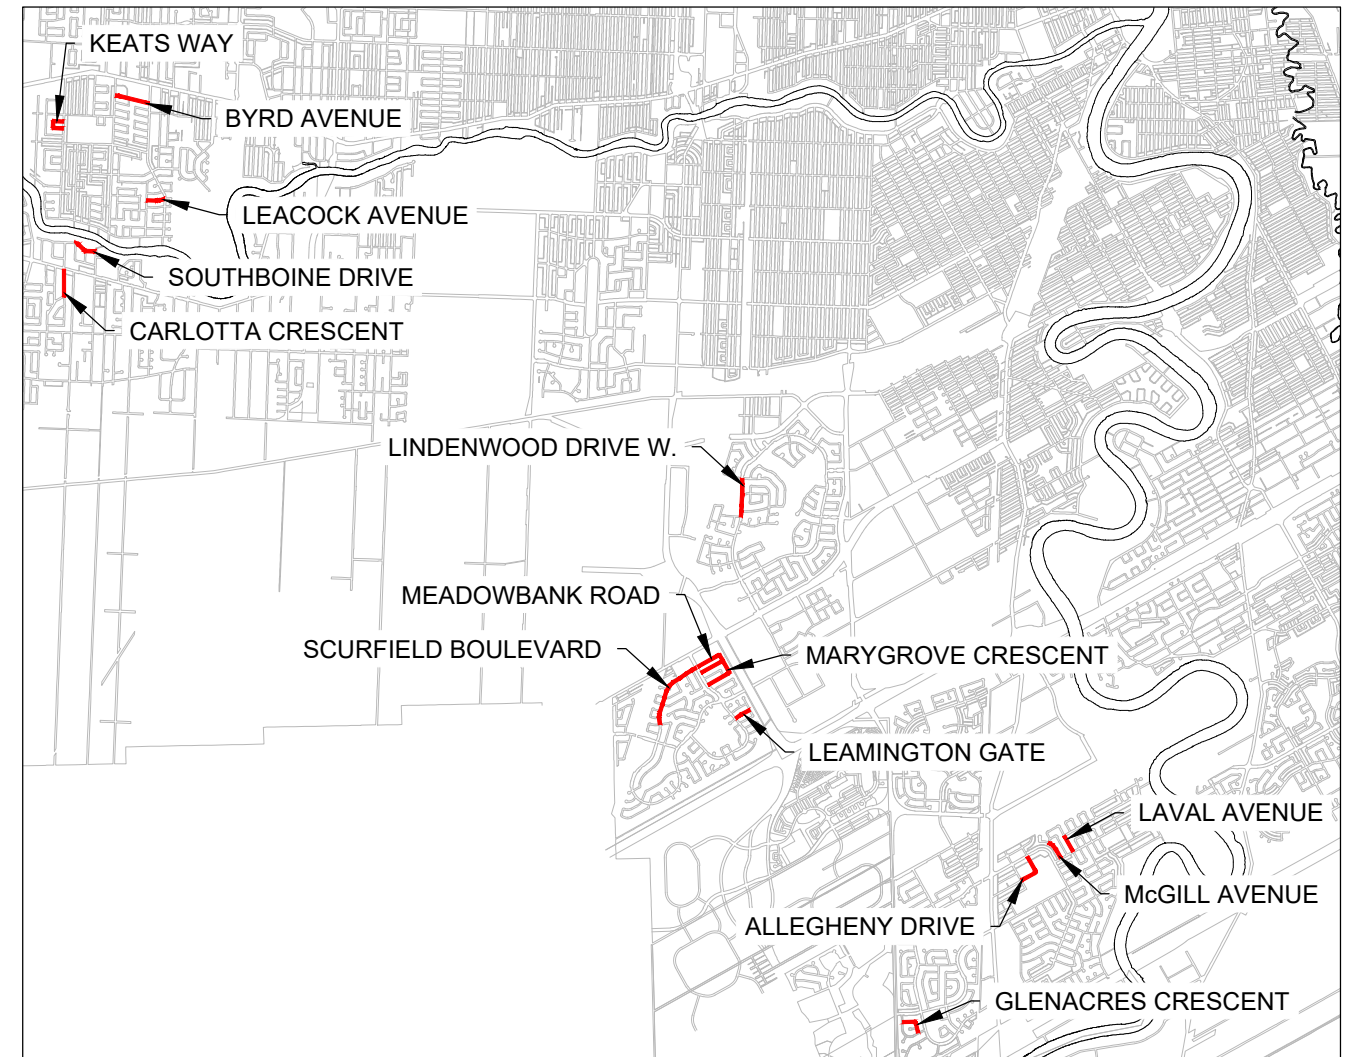 KEATS WAY
BYRD AVENUE
LEACOCK AVENUE
SOUTHBOINE DRIVE
CARLOTTA CRESCENT
LINDENWOOD DRIVE W.
MEADOWBANK ROAD
SCURFIELD BOULEVARD
MARYGROVE CRESCENT
LEAMINGTON GATE
LAVAL AVENUE
McGILL AVENUE
ALLEGHENY DRIVE
GLENACRES CRESCENT